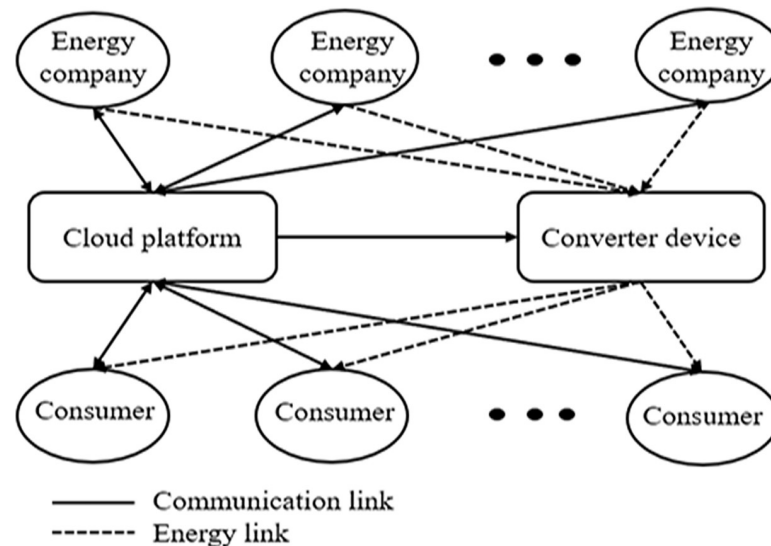 Energy
company
Energy
company
Energy
company
Cloud platform
Converter device
Consumer
Consumer
Consumer
Communication link
Energy link